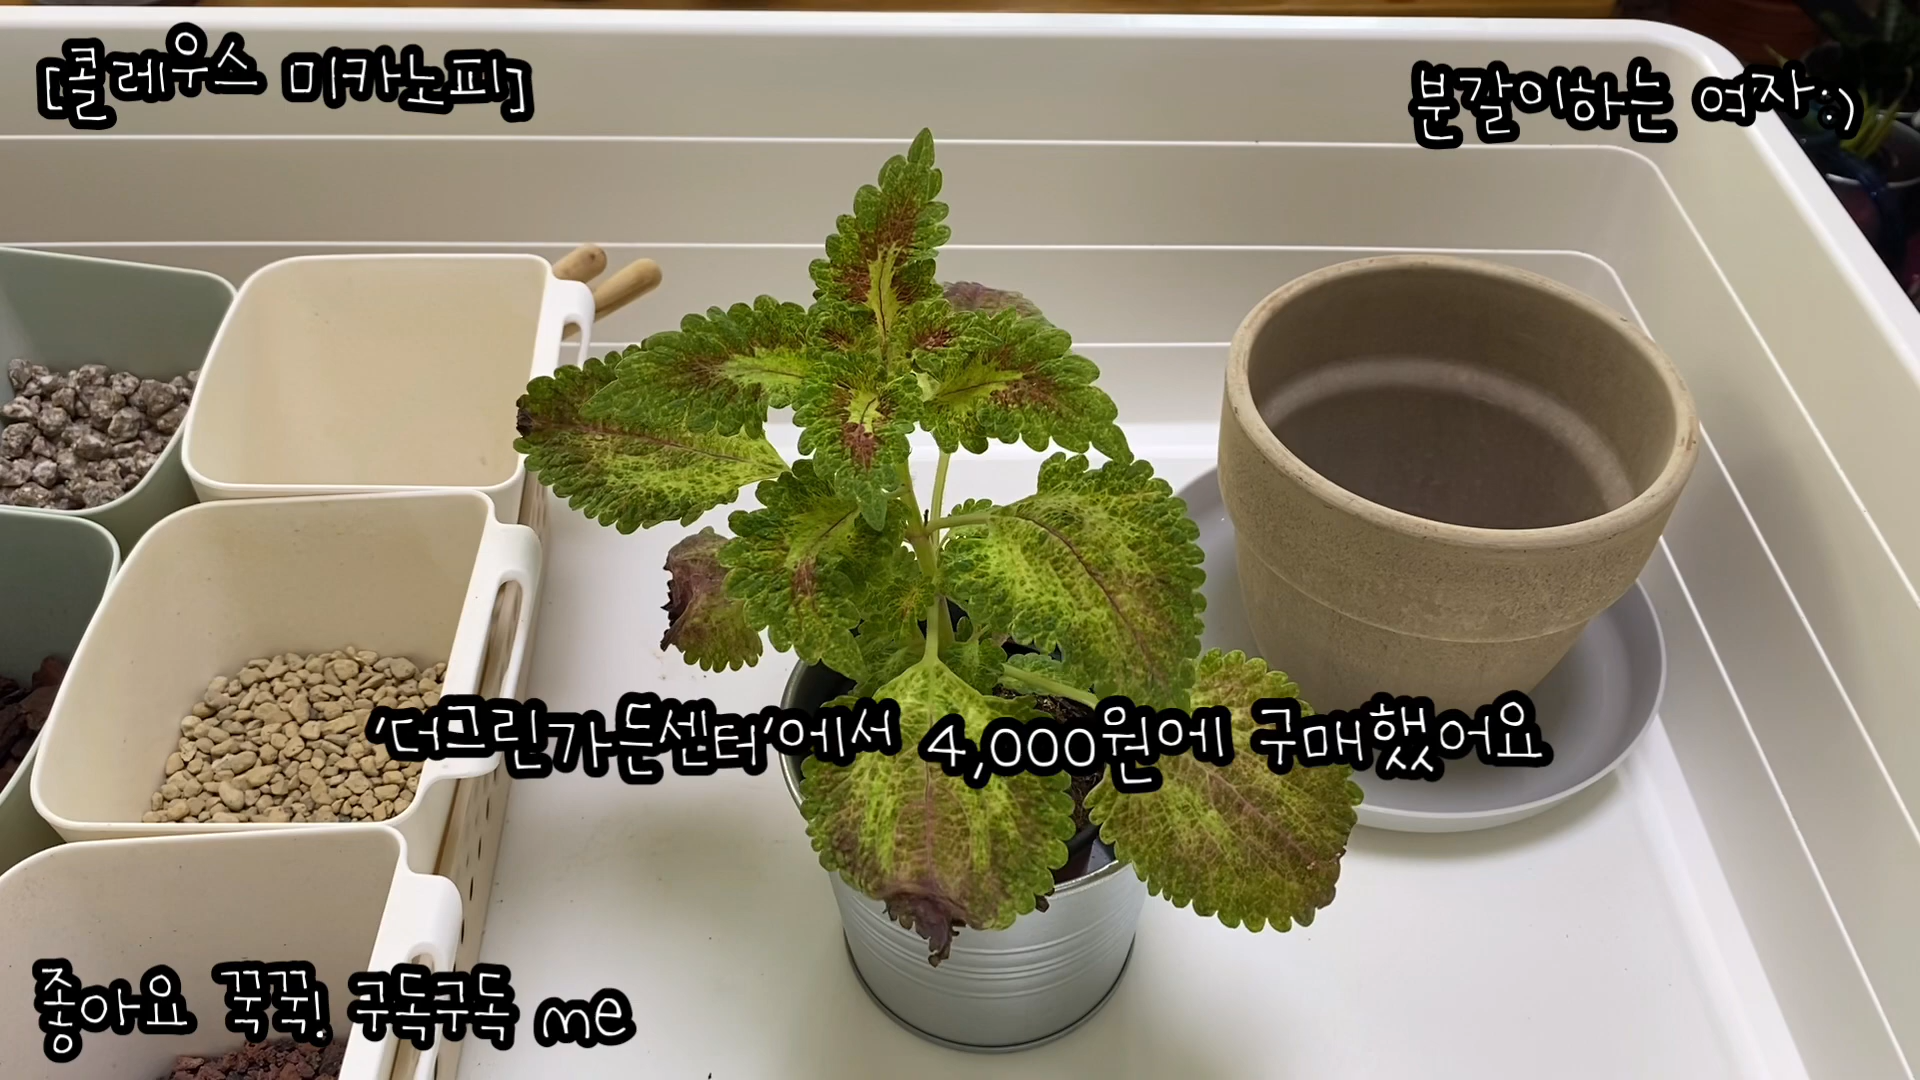 [콜레우스 미카노피]
분갈이하는 여자:)
'더프린가든센터'에서 4,000원에 구매했어요
좋아요 꾹꾹! 구독구독 me